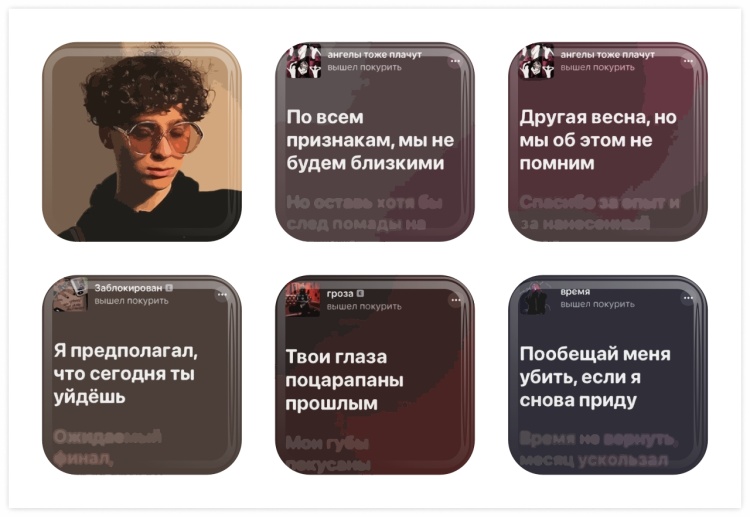 ангелы тоже плачут
вышел покурить
По всем
признакам, мы не
будем близкими
Но оставь хотя бы
след помады на
ангелы тоже плачут
вышел покурить
Другая весна, но
мы об этом не
помним
Спасибо за опыт и
за нанесенный
Заблокирован E
вышел покурить
Я предполагал,
что сегодня ты
уйдёшь
Ожидаемый
финал,
гроза E
вышел покурить
Твои глаза
поцарапаны
прошлым
Мои губы
искусаны
время
вышел покурить
Пообещай меня
убить, если я
снова приду
Время не вернуть,
месяц ускользал